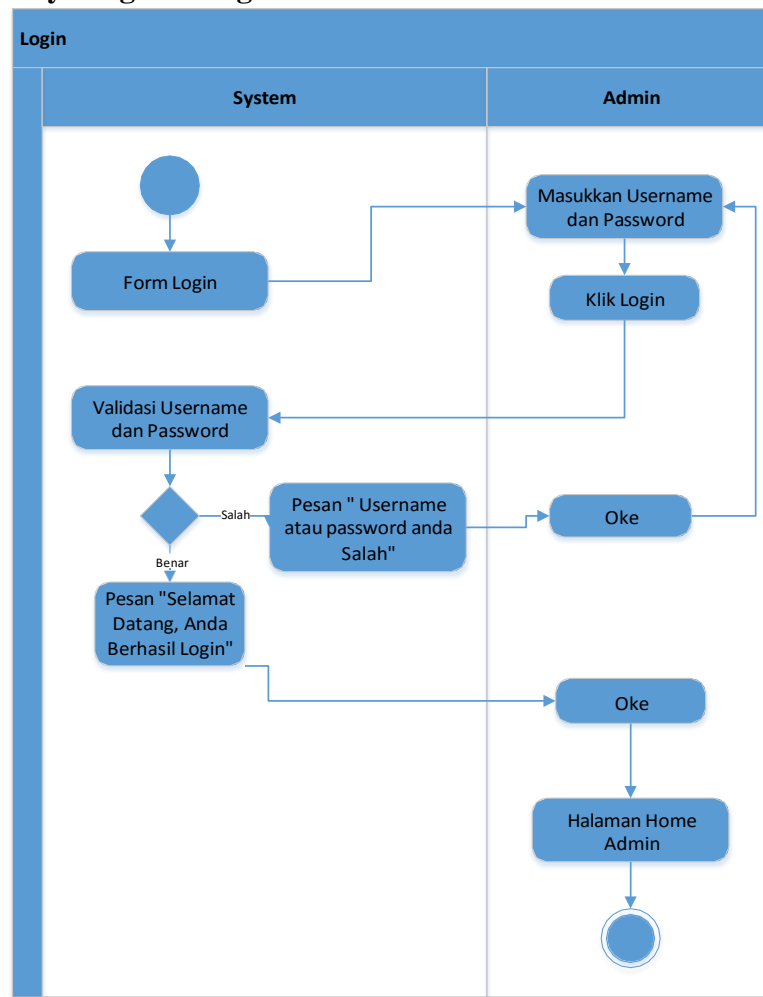 Login
System
Admin
Masukkan Username
dan Password
Form Login
Klik Login
Validasi Username
dan Password
Salah
Pesan " Username
atau password anda
Salah"
Oke
Benar
Pesan "Selamat
Datang, Anda
Berhasil Login"
Oke
Halaman Home
Admin